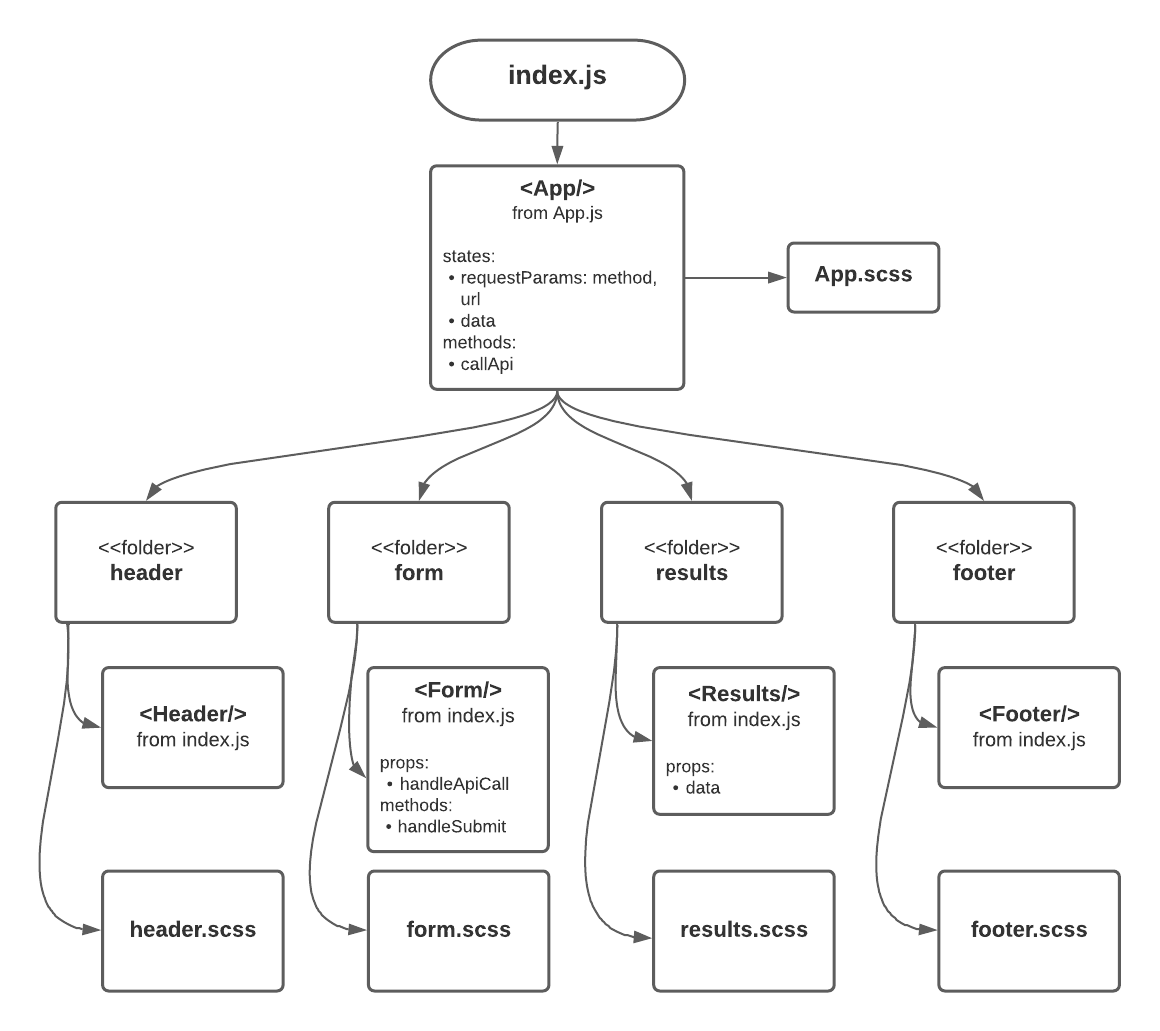 index.js
<App/>
from App.js
states:
• requestParams: method,
url
• data
methods:
• callApi
App.scss
<<folder>>
header
<<folder>>
form
<<folder>>
results
<<folder>>
footer
<Header/>
from index.js
<Form/>
from index.js
props:
• handleApiCall
methods:
• handleSubmit
<Results/>
from index.js
props:
• data
<Footer/>
from index.js
header.scss
form.scss
results.scss
footer.scss